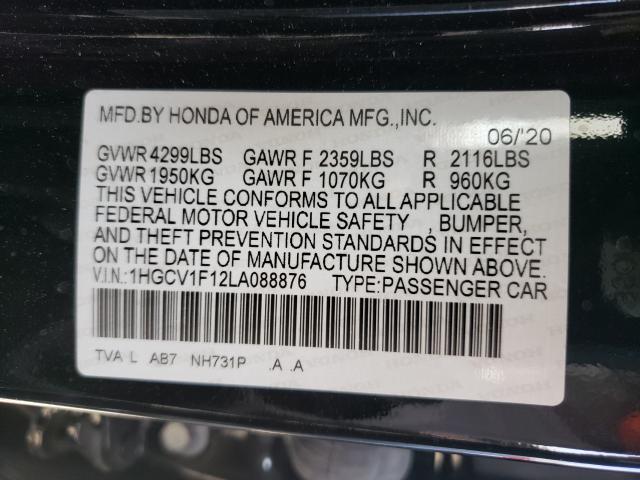 MFD.BY HONDA OF AMERICA MFG.,INC.
06/'20
GVWR 4299LBS GAWR F 2359LBS R 2116LBS
GVWR 1950KG GAWR F 1070KG R 960KG
THIS VEHICLE CONFORMS TO ALL APPLICABLE
FEDERAL MOTOR VEHICLE SAFETY , BUMPER,
AND THEFT PREVENTION STANDARDS IN EFFECT
ON THE DATE OF MANUFACTURE SHOWN ABOVE.
V.I.N.:1HGCV1F12LA088876 TYPE:PASSENGER CAR
TVA L AB7 NH731P .A .A